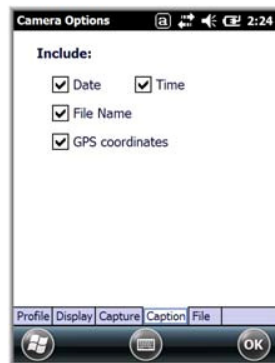 Camera Options a 2:24
Include:
Date Time
File Name
GPS coordinates
Profile Display Capture Caption File
OK